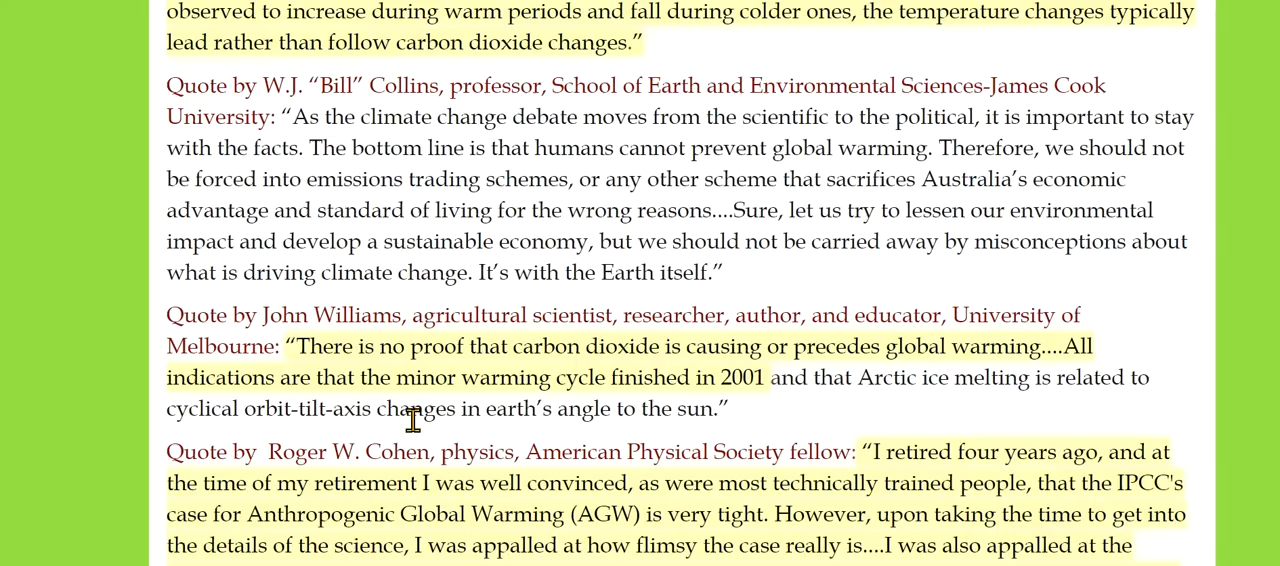 observed to increase during warm periods and fall during colder ones, the temperature changes typically
lead rather than follow carbon dioxide changes.”
Quote by W.J. “Bill” Collins, professor, School of Earth and Environmental Sciences-James Cook
University: “As the climate change debate moves from the scientific to the political, it is important to stay
with the facts. The bottom line is that humans cannot prevent global warming. Therefore, we should not
be forced into emissions trading schemes, or any other scheme that sacrifices Australia’s economic
advantage and standard of living for the wrong reasons....Sure, let us try to lessen our environmental
impact and develop a sustainable economy, but we should not be carried away by misconceptions about
what is driving climate change. It’s with the Earth itself.”
Quote by John Williams, agricultural scientist, researcher, author, and educator, University of
Melbourne: “There is no proof that carbon dioxide is causing or precedes global warming....All
indications are that the minor warming cycle finished in 2001 and that Arctic ice melting is related to
cyclical orbit-tilt-axis changes in earth’s angle to the sun.”
Quote by  Roger W. Cohen, physics, American Physical Society fellow: “I retired four years ago, and at
the time of my retirement I was well convinced, as were most technically trained people, that the IPCC's
case for Anthropogenic Global Warming (AGW) is very tight. However, upon taking the time to get into
the details of the science, I was appalled at how flimsy the case really is....I was also appalled at the